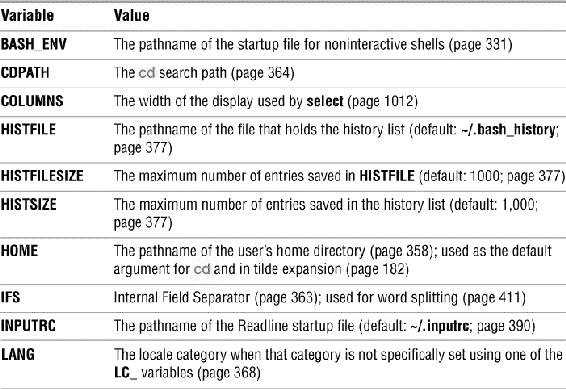 Variable Value
BASH_ENV The pathname of the startup file for noninteractive shells (page 331)
CDPATH The cd search path (page 364)
COLUMNS The width of the display used by select (page 1012)
HISTFILE The pathname of the file that holds the history list (default: ~/.bash_history;
page 377)
HISTFILESIZE The maximum number of entries saved in HISTFILE (default: 1000; page 377)
HISTSIZE The maximum number of entries saved in the history list (default: 1,000;
page 377)
HOME The pathname of the user's home directory (page 358); used as the default
argument for cd and in tilde expansion (page 182)
IFS Internal Field Separator (page 363); used for word splitting (page 411)
INPUTRC The pathname of the Readline startup file (default: ~/.inputrc; page 390)
LANG The locale category when that category is not specifically set using one of the
LC_ variables (page 368)